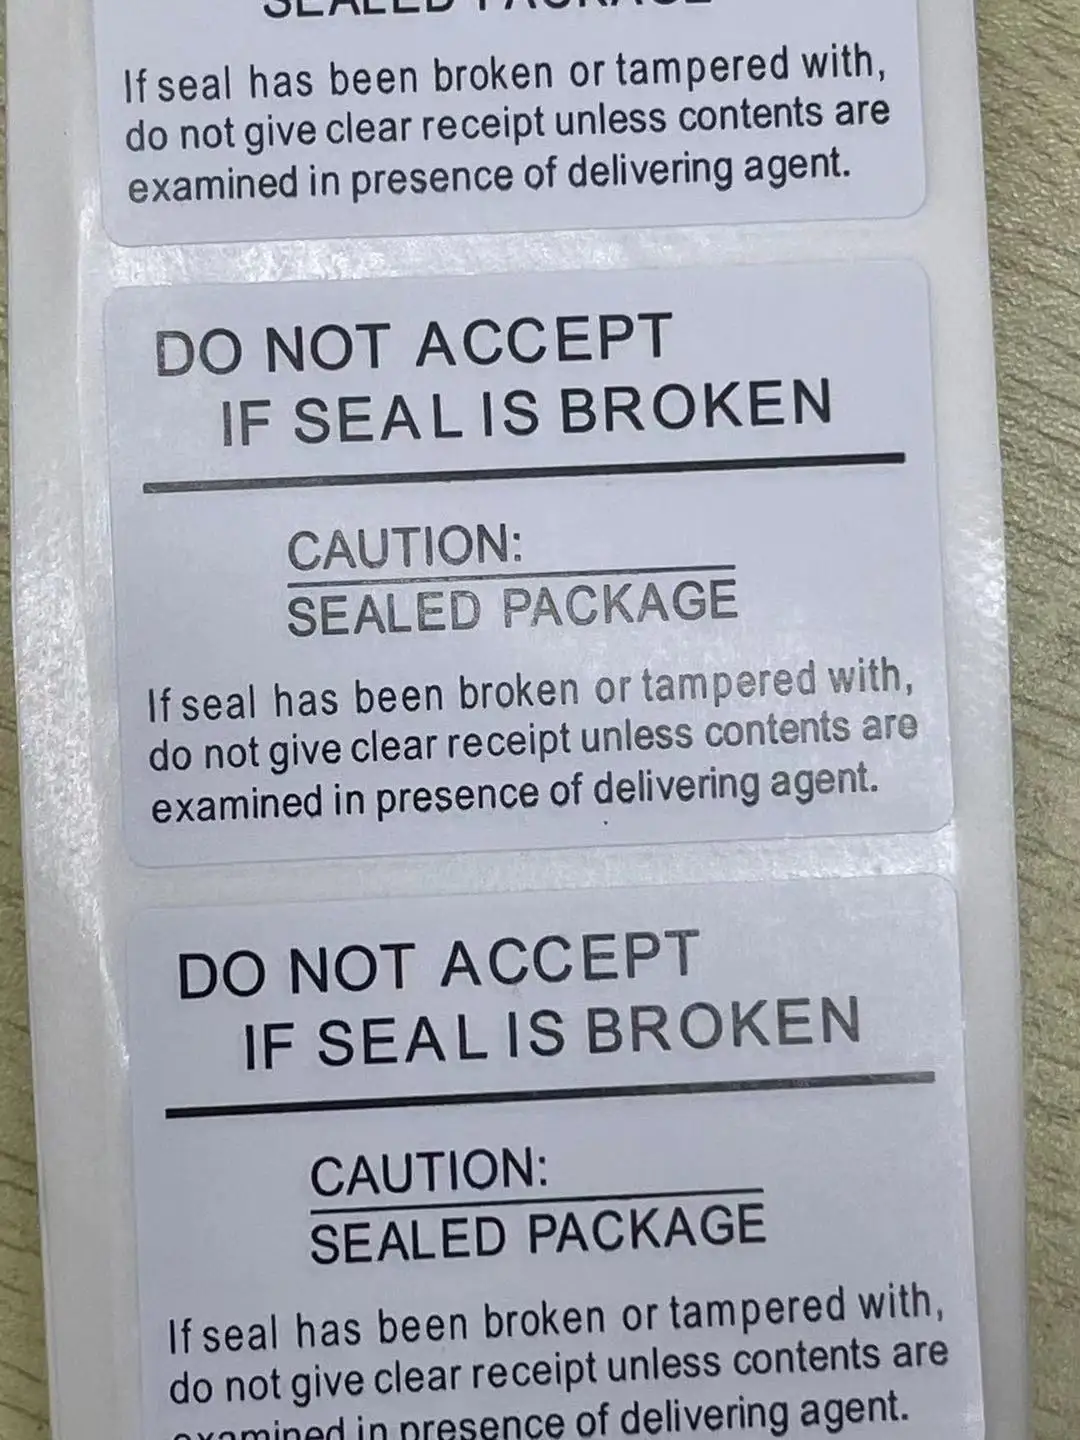 SEALED PACKAGE
If seal has been broken or tampered with,
do not give clear receipt unless contents are
examined in presence of delivering agent.
DO NOT ACCEPT
IF SEAL IS BROKEN
CAUTION:
SEALED PACKAGE
If seal has been broken or tampered with,
do not give clear receipt unless contents are
examined in presence of delivering agent.
DO NOT ACCEPT
IF SEAL IS BROKEN
CAUTION:
SEALED PACKAGE
If seal has been broken or tampered with,
do not give clear receipt unless contents are
examined in presence of delivering agent.